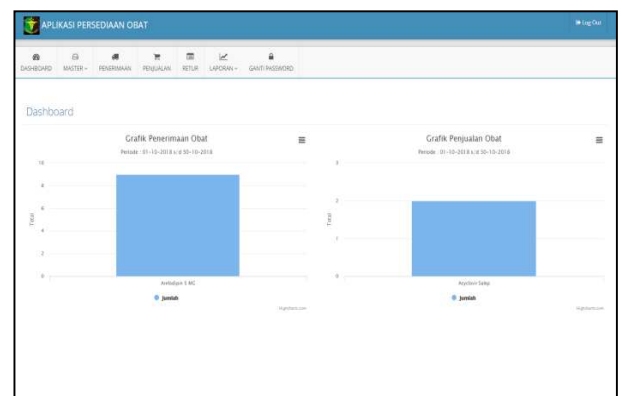 APLIKASI PERSEDIAAN OBAT
Log Out
DASHBOARD MASTER PENERIMAAN PENJUALAN RETUR LAPORAN GANTI PASSWORD
Dashboard
Grafik Penerimaan Obat
Periode : 01-10-2018 s/d 30-10-2018
10
8
6
4
2
0
Total
5 MG
Jumlah
Highcharts.com
Grafik Penjualan Obat
Periode : 01-10-2018 s/d 30-10-2018
3
2
1
0
Total
Jumlah
Highcharts.com